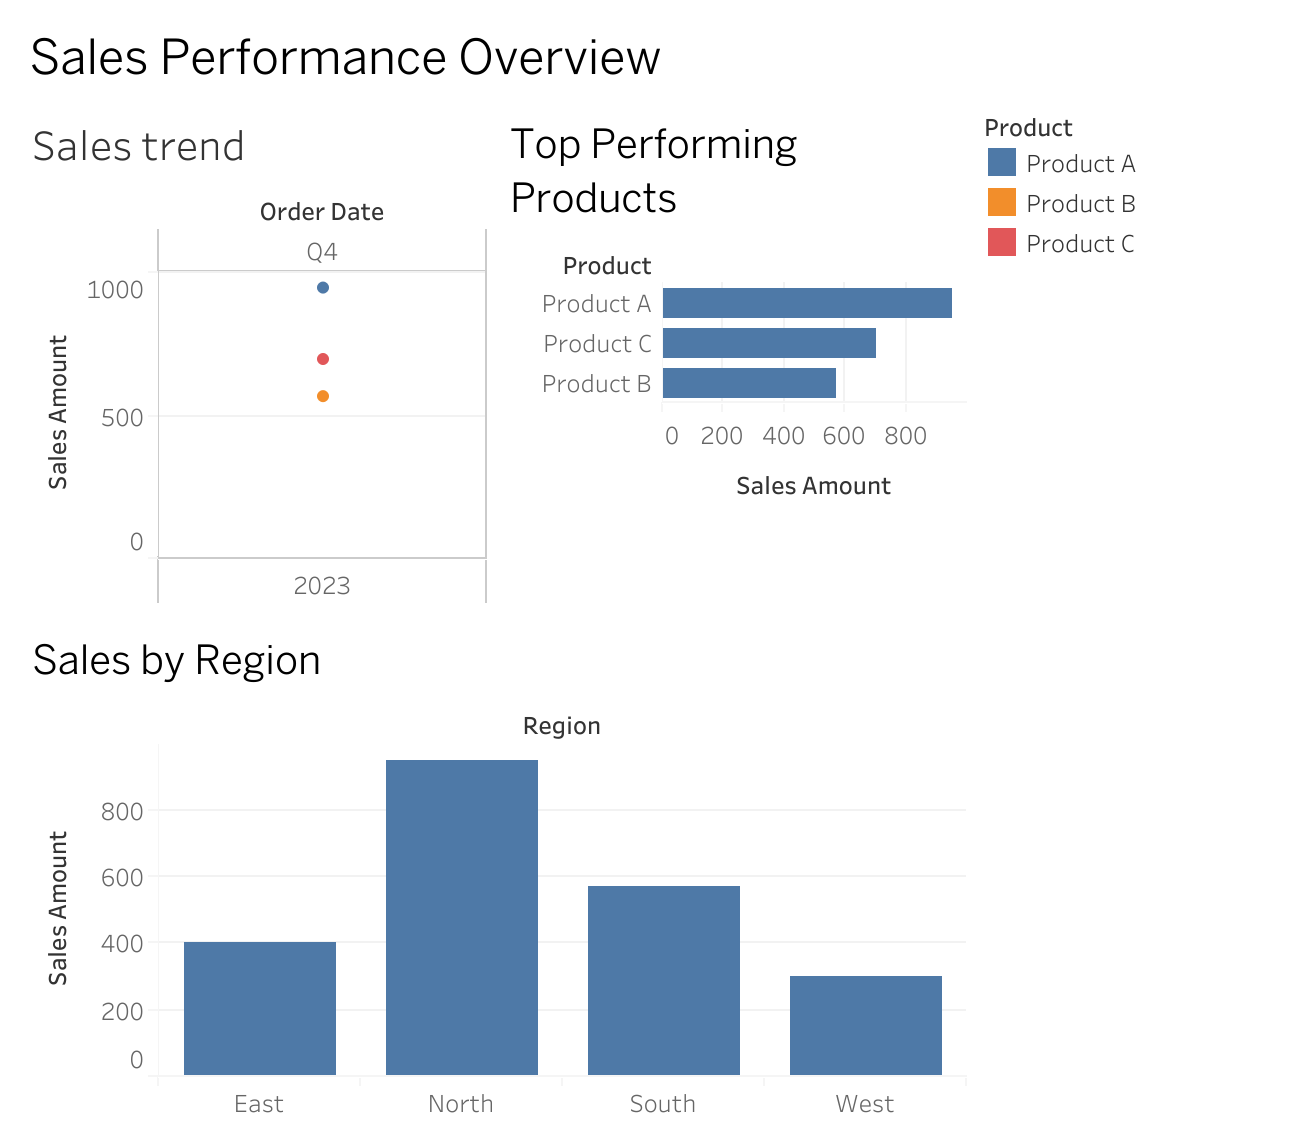 Sales Performance Overview
Sales trend
Order Date
Q4
1000
500
0
Sales Amount
2023
Top Performing
Products
Product
Product A
Product C
Product B
0 200 400 600 800
Sales Amount
Product
Product A
Product B
Product C
Sales by Region
Region
800
600
400
200
0
Sales Amount
East North South West